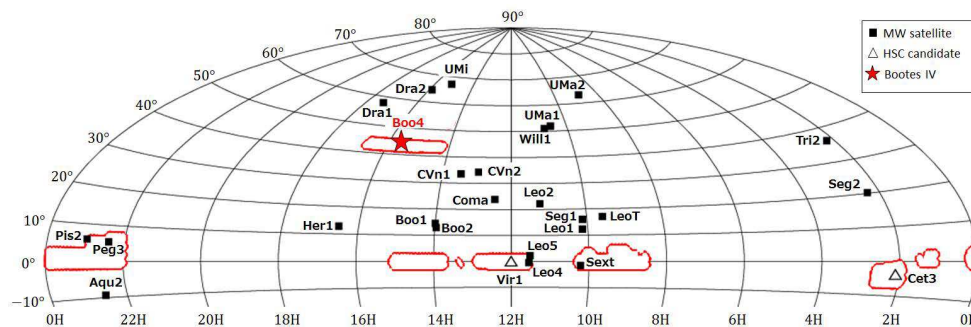 90°
80°
70°
60°
50°
40°
30°
10°
0°
−10°
MW satellite
HSC candidate
Bootes IV
UMi
Dra2
Dra1
Boo4
UMa2
UMa1
Will1
Tri2
CVn1
CVn2
Seg2
Coma
Leo2
Her1
Boo1
Boo2
Seg1
LeoT
Leo1
Pis2
Peg3
Leo5
Leo4
Sext
Vir1
Cet3
Aqu2
0H 22H 20H 18H 16H 14H 12H 10H 8H 6H 4H 2H 0H